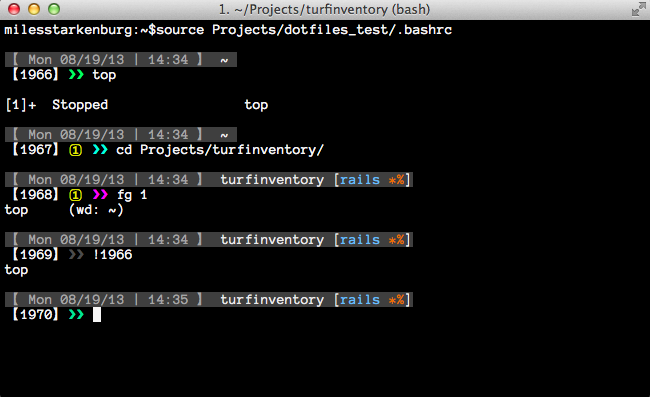 1. ~/Projects/turfinventory (bash)
milesstarkenburg:~$source Projects/dotfiles_test/.bashrc
【 Mon 08/19/13 | 14:34 】 ~
【1966】❯❯ top
[1]+  Stopped                 top
【 Mon 08/19/13 | 14:34 】 ~
【1967】① ❯❯ cd Projects/turfinventory/
【 Mon 08/19/13 | 14:34 】 turfinventory [rails *%]
【1968】① ❯❯ fg 1
top     (wd: ~)
【 Mon 08/19/13 | 14:34 】 turfinventory [rails *%]
【1969】❯❯ !1966
top
【 Mon 08/19/13 | 14:35 】 turfinventory [rails *%]
【1970】❯❯